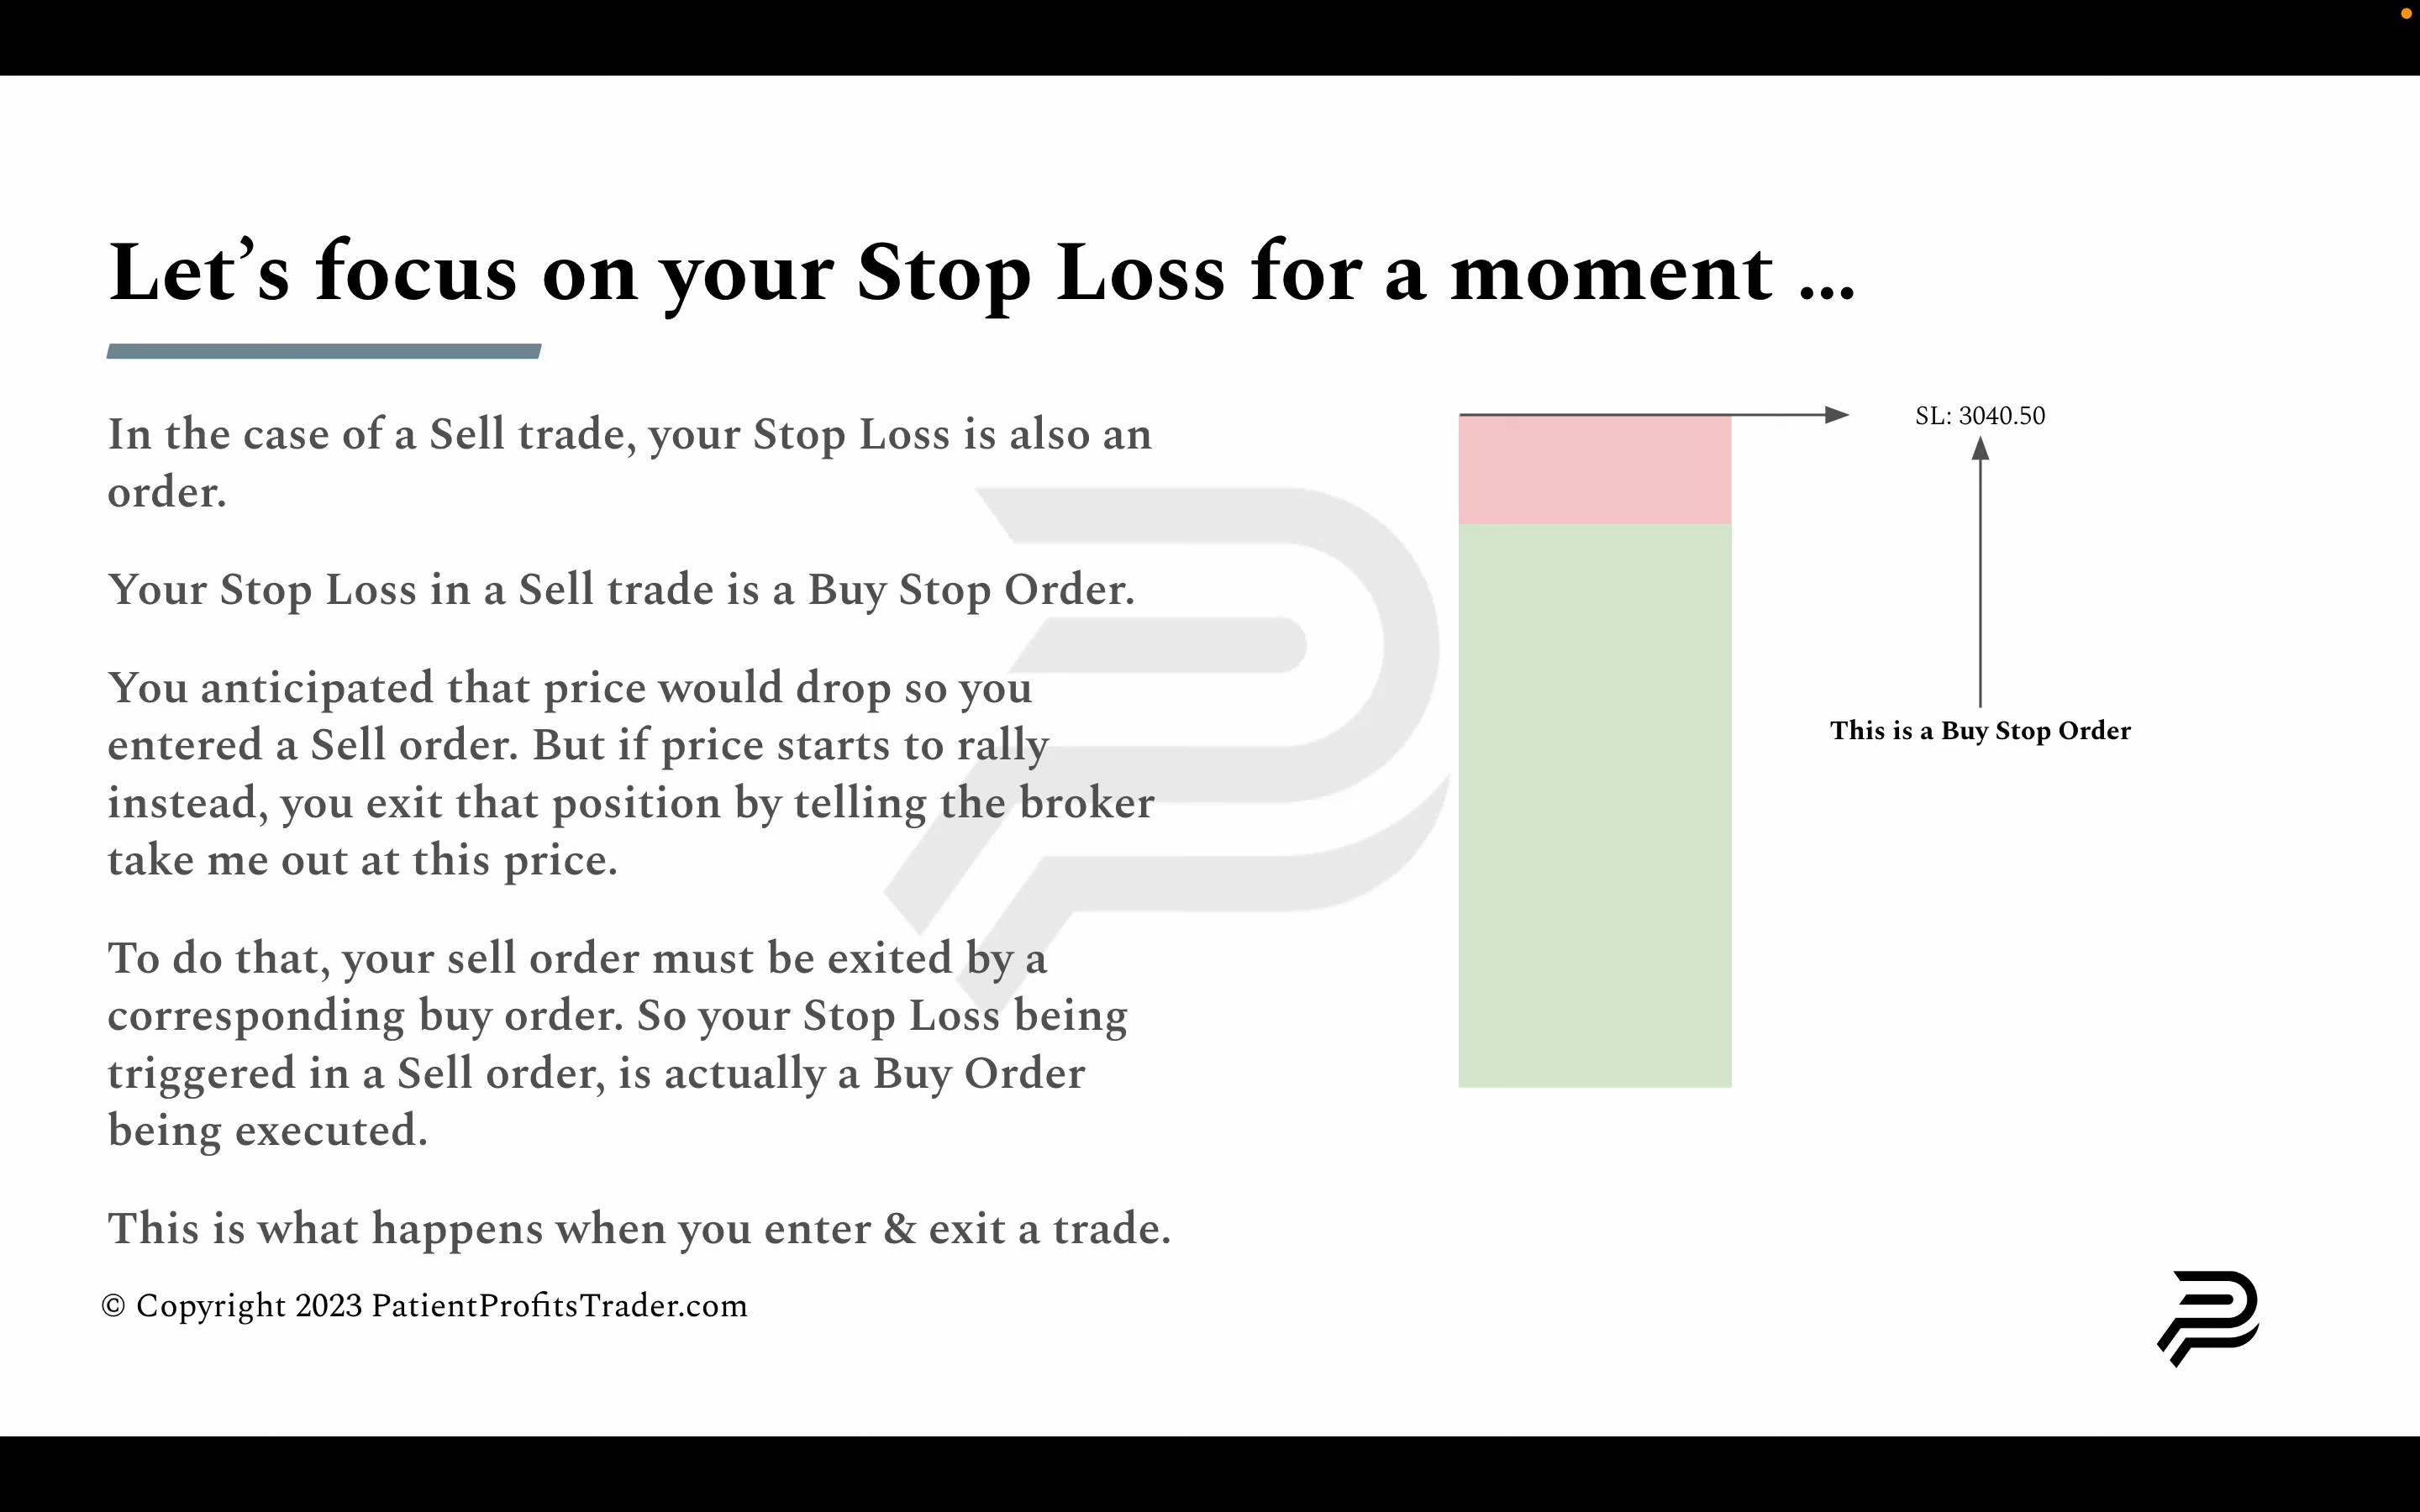 Let’s focus on your Stop Loss for a moment ...
In the case of a Sell trade, your Stop Loss is also an
order.
Your Stop Loss in a Sell trade is a Buy Stop Order.
You anticipated that price would drop so you
entered a Sell order. But if price starts to rally
instead, you exit that position by telling the broker
take me out at this price.
To do that, your sell order must be exited by a
corresponding buy order. So your Stop Loss being
triggered in a Sell order, is actually a Buy Order
being executed.
This is what happens when you enter & exit a trade.
SL: 3040.50
This is a Buy Stop Order
© Copyright 2023 PatientProfitsTrader.com